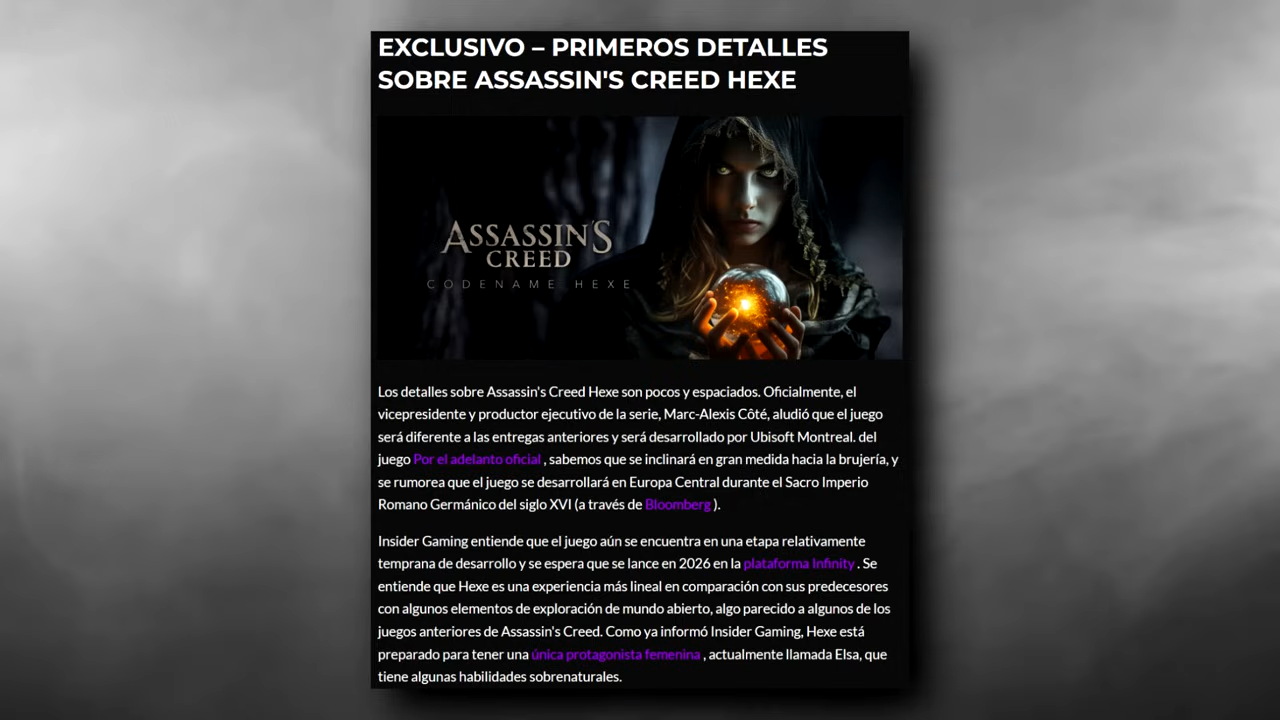 EXCLUSIVO – PRIMEROS DETALLES
SOBRE ASSASSIN'S CREED HEXE
ASSASSIN'S
CREED
CODENAME HEXE
Los detalles sobre Assassin's Creed Hexe son pocos y espaciados. Oficialmente, el
vicepresidente y productor ejecutivo de la serie, Marc-Alexis Côté, aludió que el juego
será diferente a las entregas anteriores y será desarrollado por Ubisoft Montreal. del
juego Por el adelanto oficial , sabemos que se inclinará en gran medida hacia la brujería, y
se rumorea que el juego se desarrollará en Europa Central durante el Sacro Imperio
Romano Germánico del siglo XVI (a través de Bloomberg ).
Insider Gaming entiende que el juego aún se encuentra en una etapa relativamente
temprana de desarrollo y se espera que se lance en 2026 en la plataforma Infinity . Se
entiende que Hexe es una experiencia más lineal en comparación con sus predecesores
con algunos elementos de exploración de mundo abierto, algo parecido a algunos de los
juegos anteriores de Assassin's Creed. Como ya informó Insider Gaming, Hexe está
preparado para tener una única protagonista femenina , actualmente llamada Elsa, que
tiene algunas habilidades sobrenaturales.